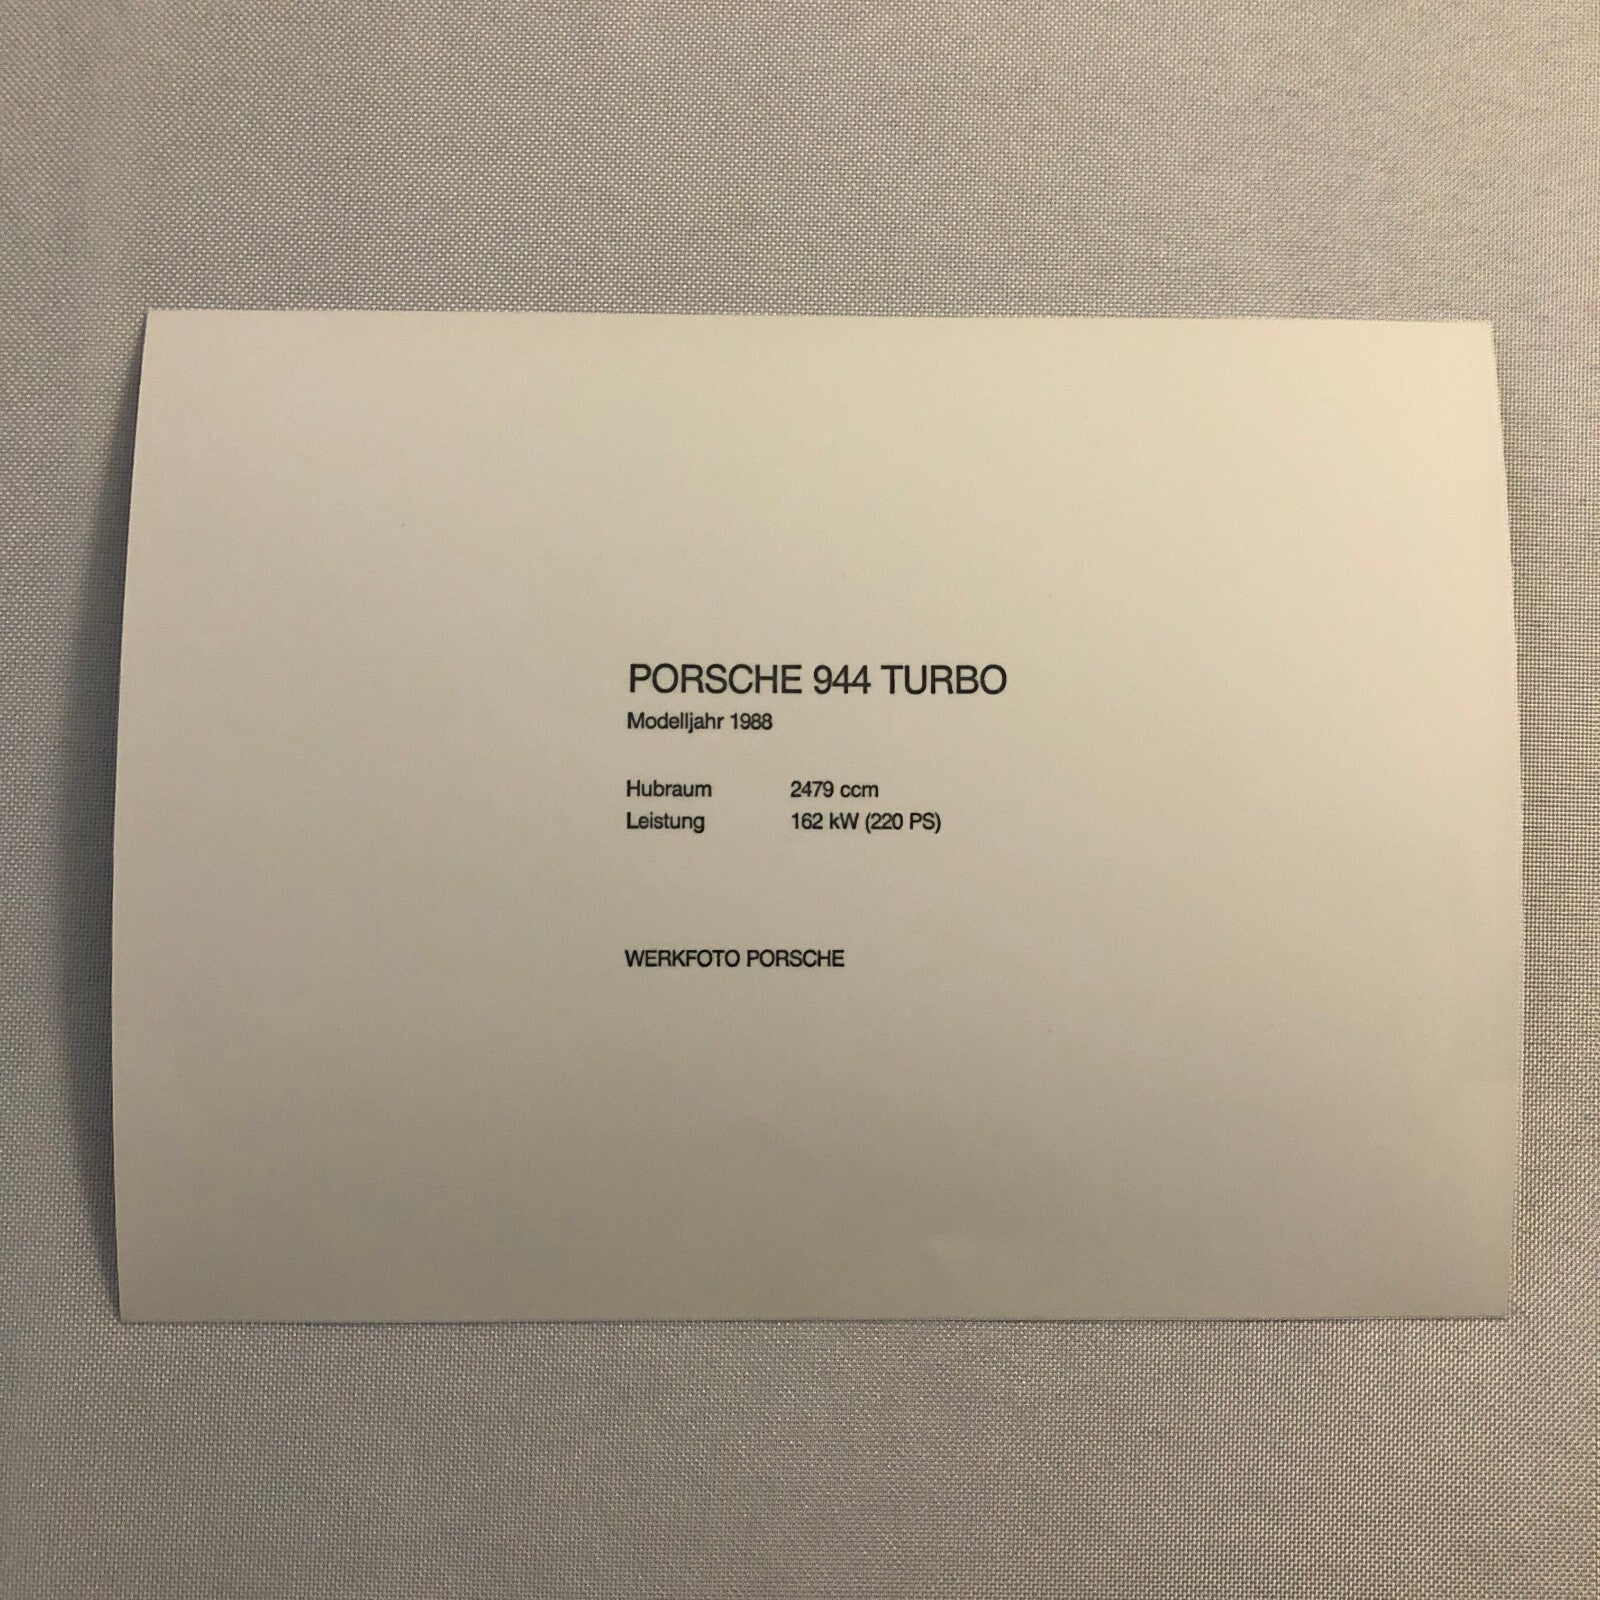 PORSCHE 944 TURBO
Modelljahr 1988
Hubraum 2479 ccm
Leistung 162 kW (220 PS)
WERKFOTO PORSCHE